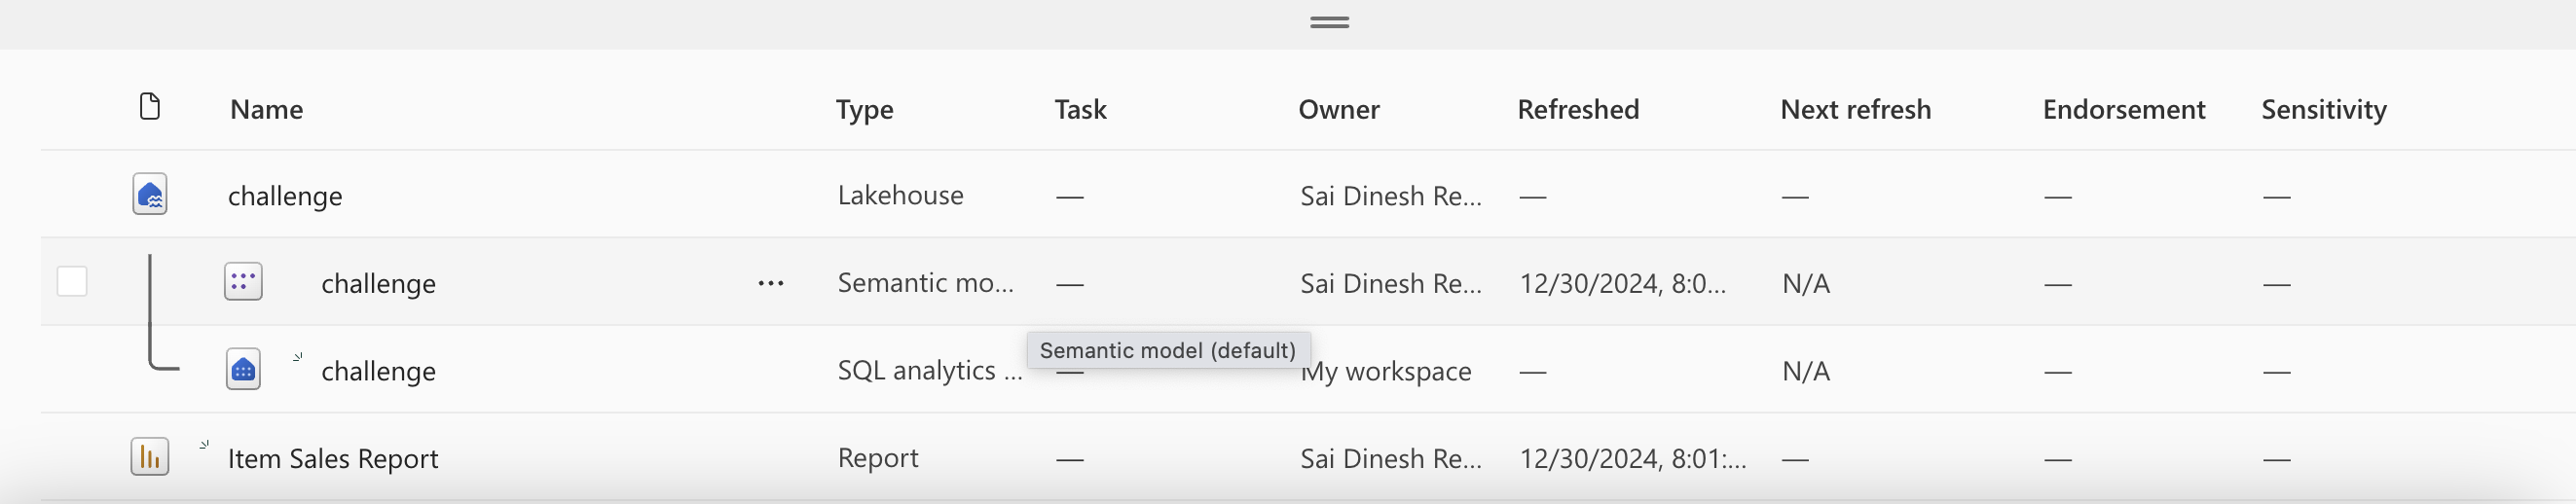 Name Type Task Owner Refreshed Next refresh Endorsement Sensitivity
challenge Lakehouse — Sai Dinesh Re... — — — —
challenge ... Semantic mo... — Sai Dinesh Re... 12/30/2024, 8:0... N/A — —
Semantic model (default)
challenge SQL analytics ... — My workspace — N/A — —
Item Sales Report Report — Sai Dinesh Re... 12/30/2024, 8:01:... — — —